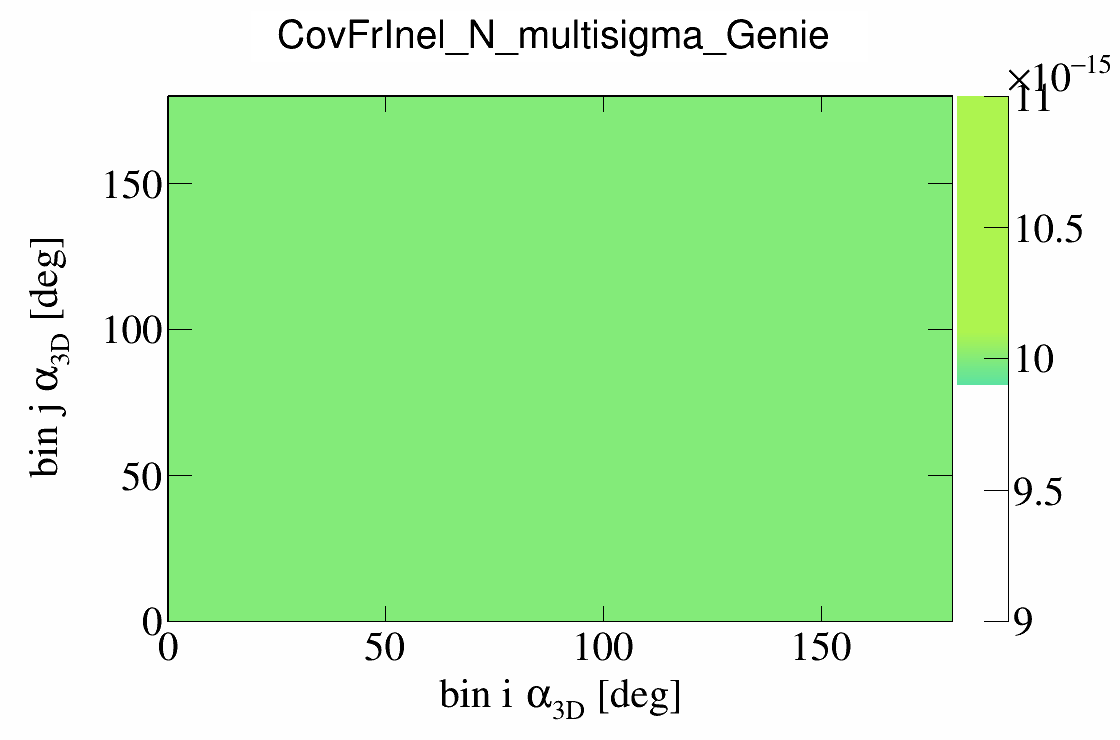 CovFrInel_N_multisigma_Genie
×10⁻¹⁵
11
10.5
10
9.5
9
150
100
50
0
bin j α3D [deg]
0 50 100 150
bin i α3D [deg]